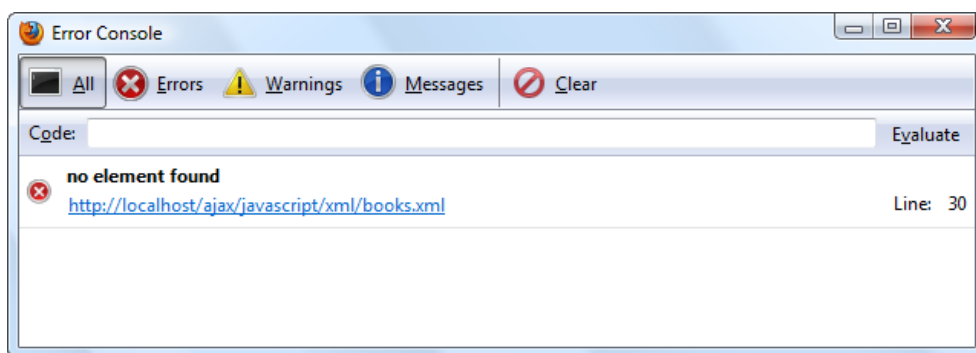 Error Console
All Errors Warnings Messages Clear
Code: Evaluate
no element found
http://localhost/ajax/javascript/xml/books.xml Line: 30